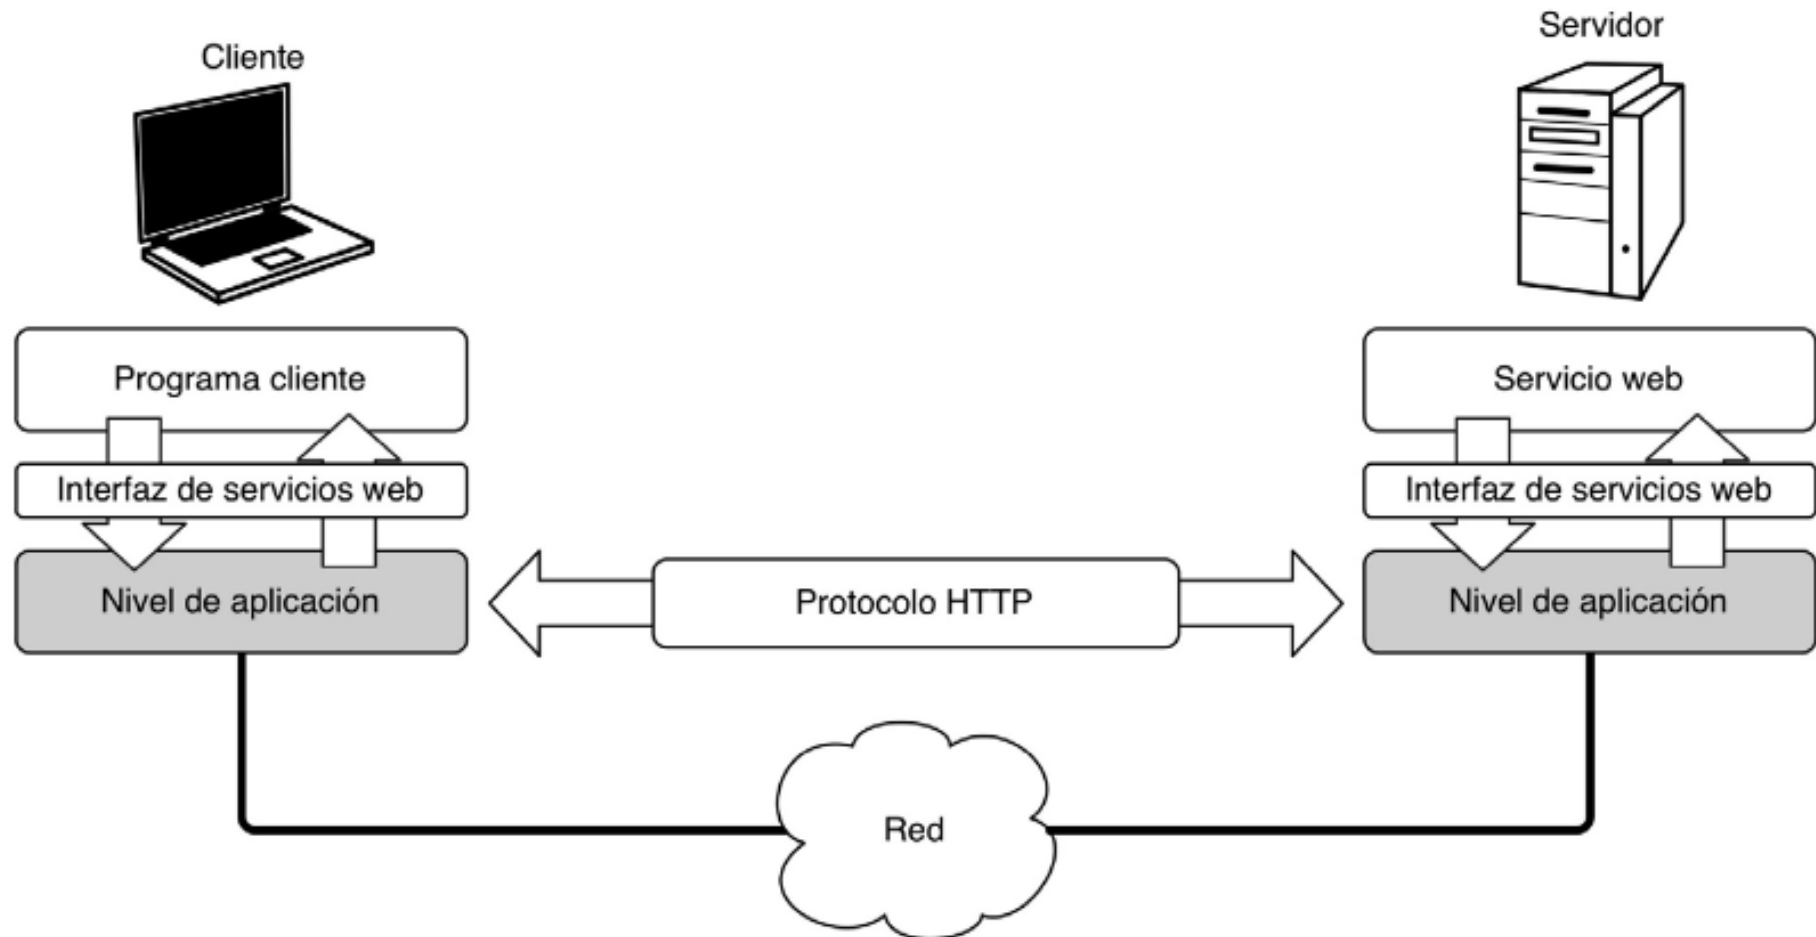 Cliente
Servidor
Programa cliente
Servicio web
Interfaz de servicios web
Interfaz de servicios web
Nivel de aplicación
Protocolo HTTP
Nivel de aplicación
Red